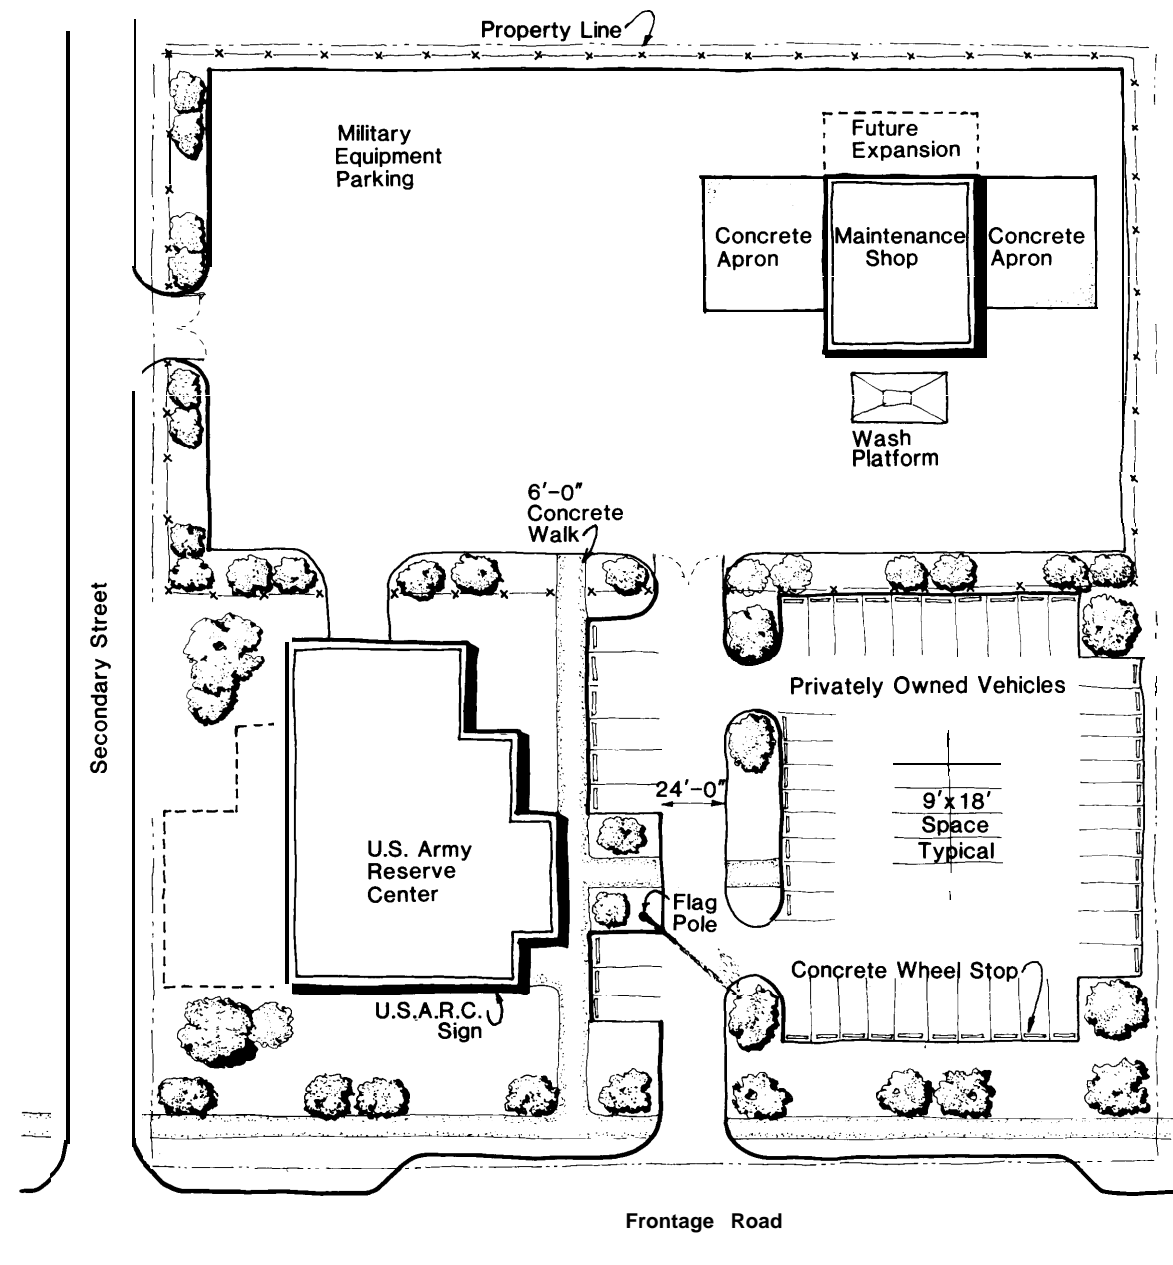 Property Line
Military
Equipment
Parking
Future
Expansion
Concrete
Apron
Maintenance
Shop
Concrete
Apron
Wash
Platform
6'-0"
Concrete
Walk
Secondary Street
Privately Owned Vehicles
24'-0"
9'x18'
Space
Typical
U.S. Army
Reserve
Center
Flag
Pole
Concrete Wheel Stop
U.S.A.R.C.
Sign
Frontage Road